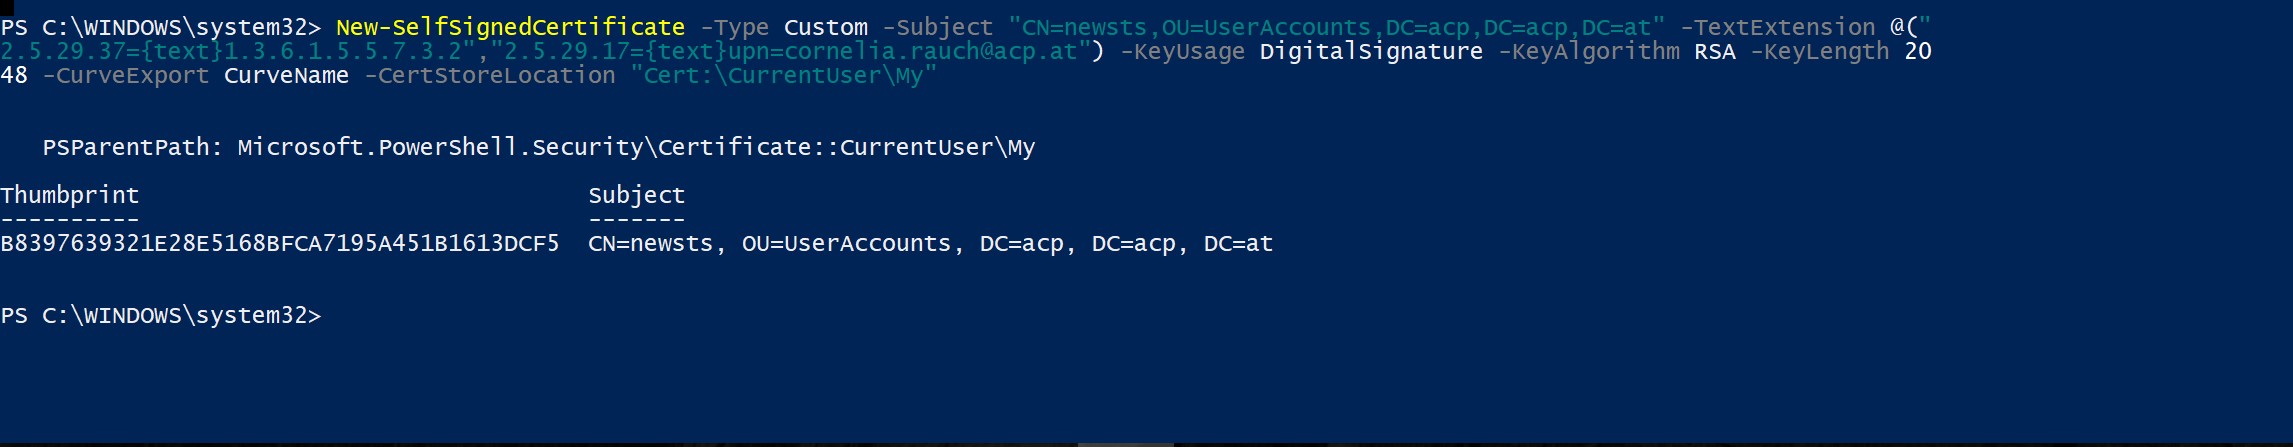 PS C:\WINDOWS\system32> New-SelfSignedCertificate -Type Custom -Subject "CN=newsts,OU=UserAccounts,DC=acp,DC=acp,DC=at" -TextExtension @("
2.5.29.37={text}1.3.6.1.5.5.7.3.2","2.5.29.17={text}upn=cornelia.rauch@acp.at") -KeyUsage DigitalSignature -KeyAlgorithm RSA -KeyLength 20
48 -CurveExport CurveName -CertStoreLocation "Cert:\CurrentUser\My"
PSParentPath: Microsoft.PowerShell.Security\Certificate::CurrentUser\My
Thumbprint Subject
---------- -------
B8397639321E28E5168BFCA7195A451B1613DCF5 CN=newsts, OU=UserAccounts, DC=acp, DC=acp, DC=at
PS C:\WINDOWS\system32>